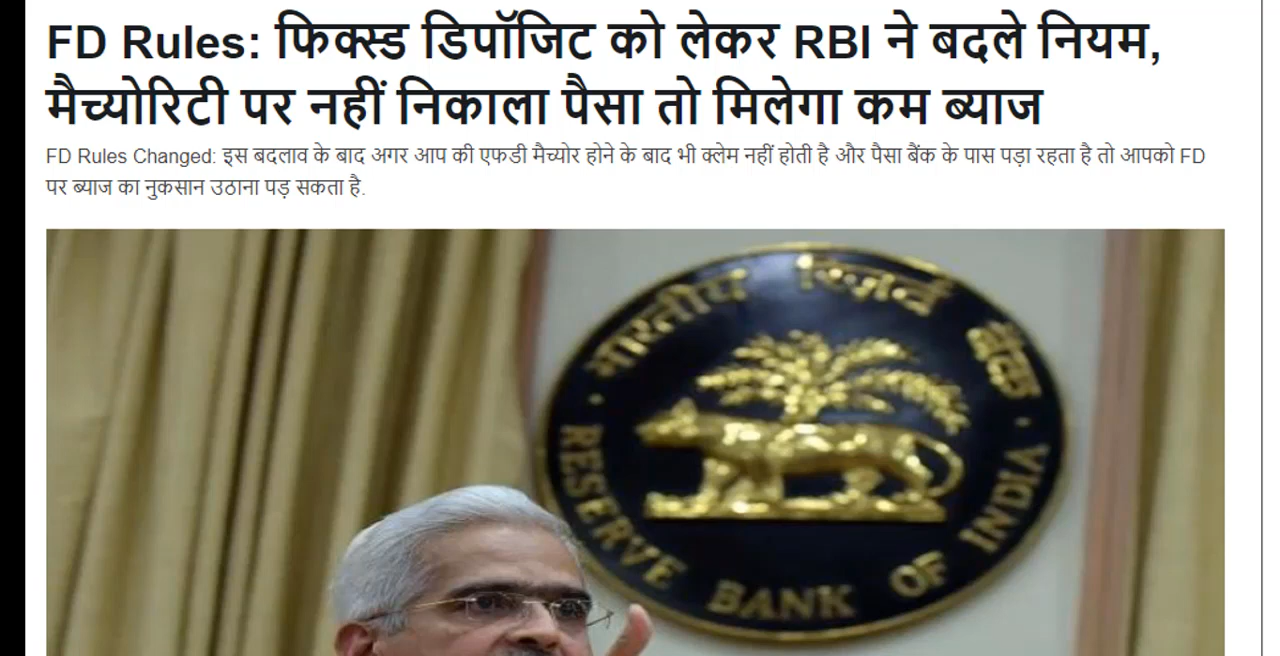 FD Rules: फिक्स्ड डिपॉजिट को लेकर RBI ने बदले नियम,
मैच्योरिटी पर नहीं निकाला पैसा तो मिलेगा कम ब्याज
FD Rules Changed: इस बदलाव के बाद अगर आप की एफडी मैच्योर होने के बाद भी क्लेम नहीं होती है और पैसा बैंक के पास पड़ा रहता है तो आपको FD
पर ब्याज का नुकसान उठाना पड़ सकता है.
भारतीय रिज़र्व बैंक
RESERVE BANK OF INDIA